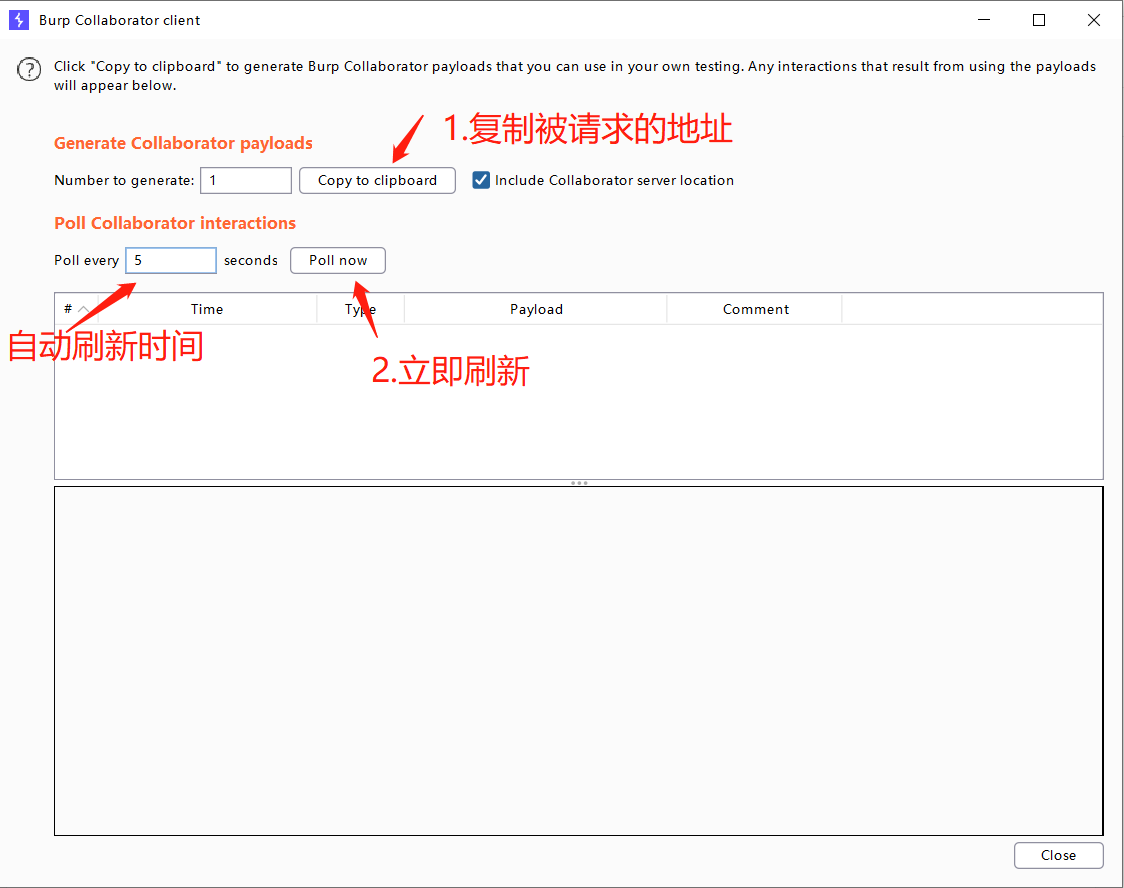 Burp Collaborator client
Click "Copy to clipboard" to generate Burp Collaborator payloads that you can use in your own testing. Any interactions that result from using the payloads
will appear below.
1.复制被请求的地址
Generate Collaborator payloads
Number to generate: 1 Copy to clipboard Include Collaborator server location
Poll Collaborator interactions
Poll every 5 seconds Poll now
# Time Type Payload Comment
自动刷新时间
2.立即刷新
Close